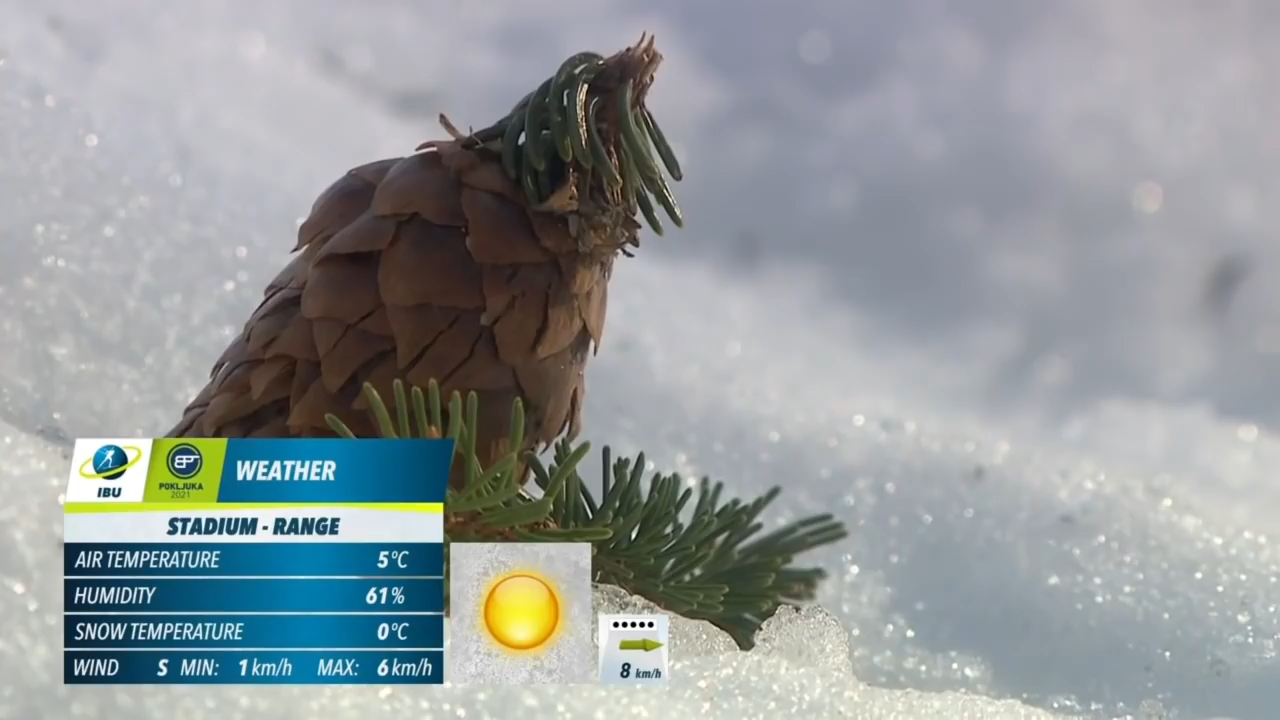 IBU
POKLJUKA
2021
WEATHER
STADIUM - RANGE
AIR TEMPERATURE 5°C
HUMIDITY 61%
SNOW TEMPERATURE 0°C
WIND S MIN: 1 km/h MAX: 6 km/h
8 km/h